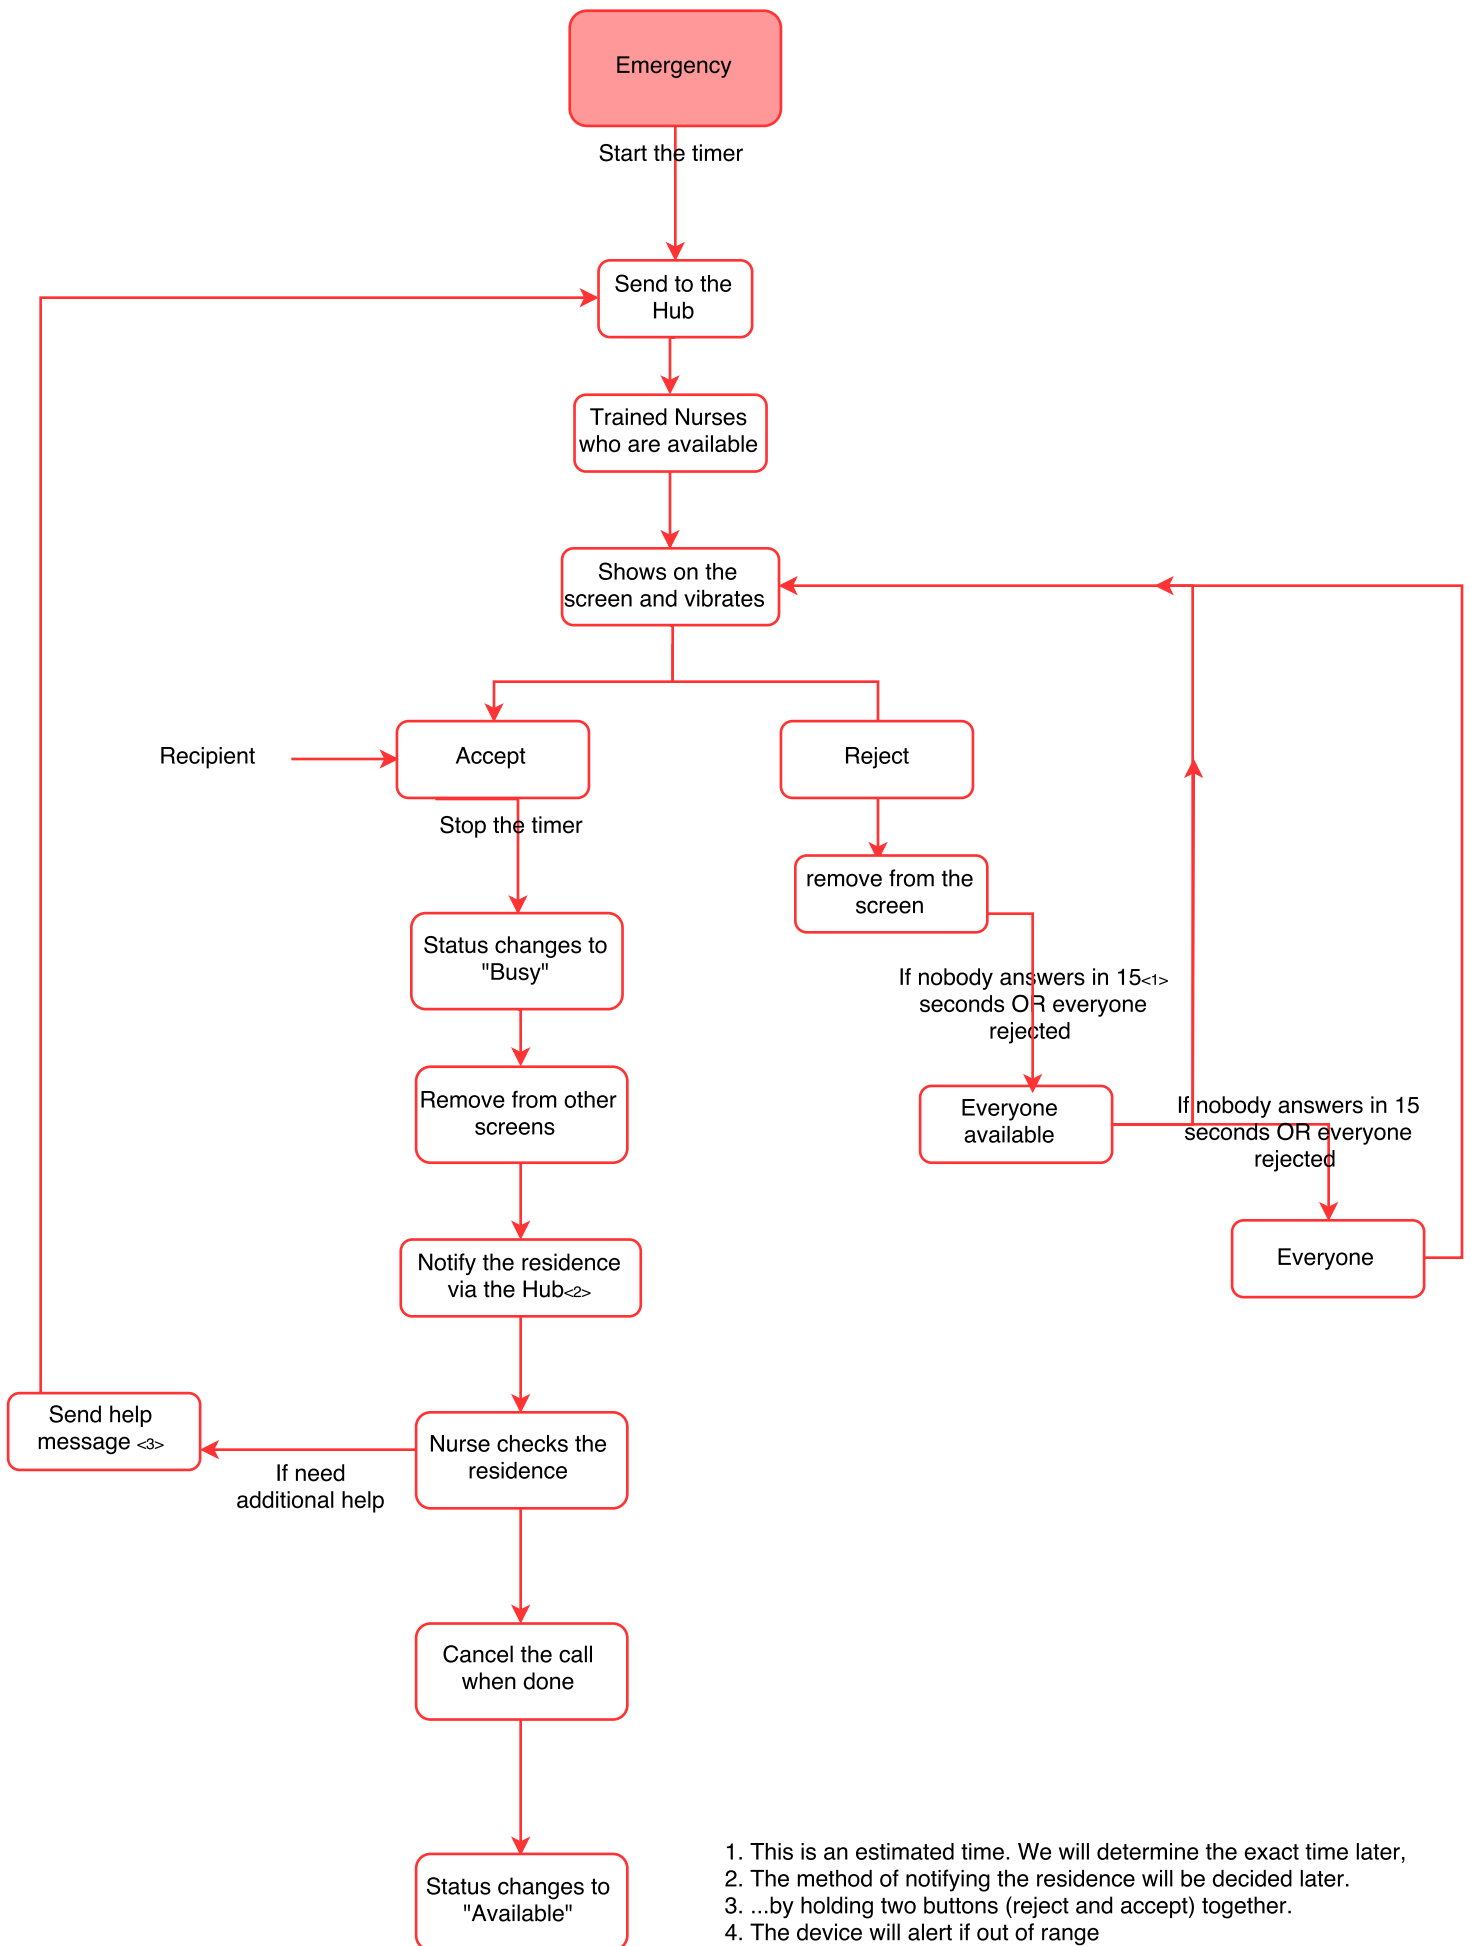 Emergency
Start the timer
Send to the
Hub
Trained Nurses
who are available
Shows on the
screen and vibrates
Recipient
Accept
Reject
Stop the timer
remove from the
screen
Status changes to
"Busy"
If nobody answers in 15<1>
seconds OR everyone
rejected
Remove from other
screens
Everyone
available
If nobody answers in 15
seconds OR everyone
rejected
Notify the residence
via the Hub<2>
Everyone
Send help
message <3>
Nurse checks the
residence
If need
additional help
Cancel the call
when done
Status changes to
"Available"
1. This is an estimated time. We will determine the exact time later,
2. The method of notifying the residence will be decided later.
3. ...by holding two buttons (reject and accept) together.
4. The device will alert if out of range